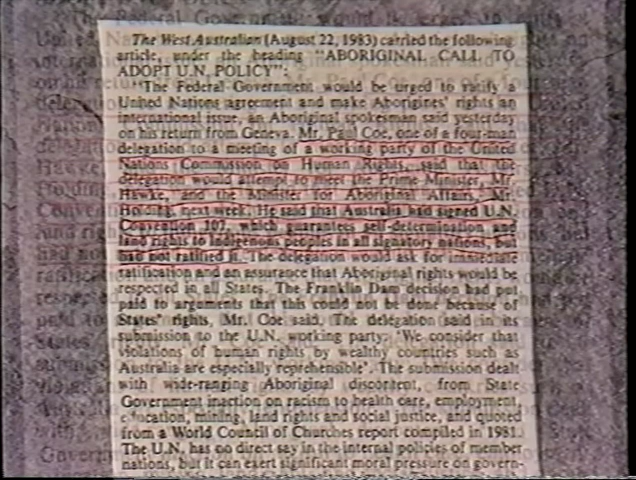 The West Australian (August 22, 1983) carried the following
article, under the heading "ABORIGINAL CALL TO
ADOPT U.N. POLICY":
"The Federal Government would be urged to ratify a
United Nations agreement and make Aborigines' rights an
international issue, an Aboriginal spokesman said yesterday
on his return from Geneva. Mr. Paul Coe, one of a four-man
delegation to a meeting of a working party of the United
Nations Commission on Human Rights, said that the
delegation would attempt to meet the Prime Minister, Mr.
Hawke, and the Minister for Aboriginal Affairs, Mr.
Holding, next week. He said that Australia had signed U.N.
Convention 107, which guarantees self-determination and
land rights to Indigenous peoples in all signatory nations, but
had not ratified it. The delegation would ask for immediate
ratification and an assurance that Aboriginal rights would be
respected in all States. The Franklin Dam decision had put
paid to arguments that this could not be done because of
States' rights, Mr. Coe said. The delegation said in its
submission to the U.N. working party: 'We consider that
violations of human rights by wealthy countries such as
Australia are especially reprehensible'. The submission dealt
with wide-ranging Aboriginal discontent, from State
Government inaction on racism to health care, employment,
education, mining, land rights and social justice, and quoted
from a World Council of Churches report compiled in 1981.
The U.N. has no direct say in the internal policies of member
nations, but it can exert significant moral pressure on govern-